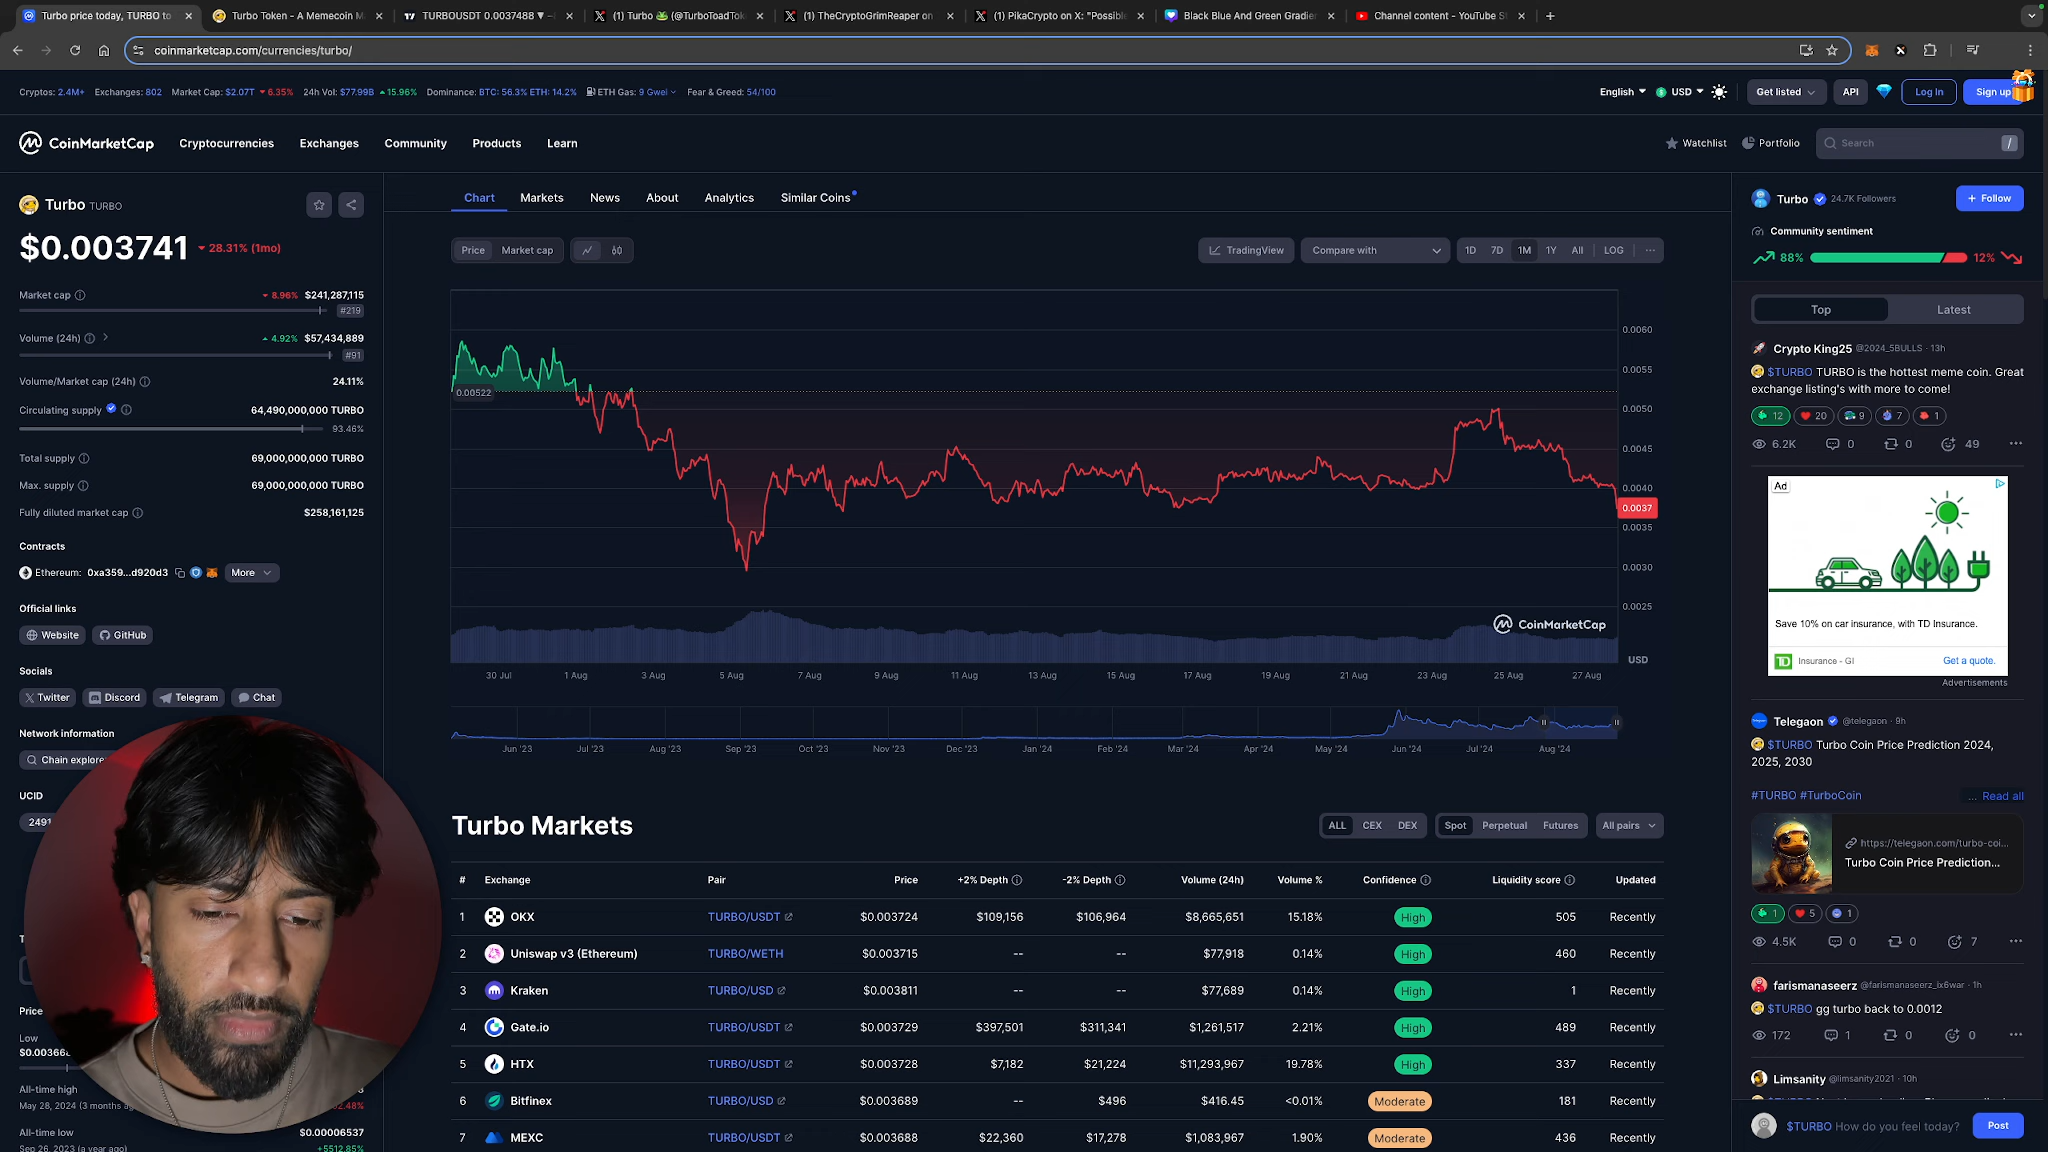 Turbo price today, TURBO to
Turbo Token - A Memecoin M
TURBOUSDT 0.0037488 ▼
(1) Turbo 🐸 (@TurboToadTok
(1) TheCryptoGrimReaper on
(1) PikaCrypto on X: "Possible
Black Blue And Green Gradien
Channel content - YouTube St
coinmarketcap.com/currencies/turbo/
Cryptos: 2.4M+ Exchanges: 802 Market Cap: $2.07T ▼ 6.35% 24h Vol: $77.99B ▲ 15.96% Dominance: BTC: 56.3% ETH: 14.2% ETH Gas: 9 Gwei Fear & Greed: 54/100
English USD Get listed API Log In Sign up
CoinMarketCap Cryptocurrencies Exchanges Community Products Learn
Watchlist Portfolio Search /
Turbo TURBO
$0.003741 ▼ 28.31% (1mo)
Market cap ▼ 8.96% $241,287,115
#219
Volume (24h) ▲ 4.92% $57,434,889
#91
Volume/Market cap (24h) 24.11%
Circulating supply 64,490,000,000 TURBO
93.46%
Total supply 69,000,000,000 TURBO
Max. supply 69,000,000,000 TURBO
Fully diluted market cap $258,161,125
Contracts
Ethereum: 0xa359...d920d3 More
Official links
Website GitHub
Socials
Twitter Discord Telegram Chat
Network information
Chain explore
UCID
2491
Price
Low
$0.00366
All-time high
May 28, 2024 (3 months ag
All-time low $0.00006537
Sep 26, 2023 (a year ago) +5512.85%
Chart Markets News About Analytics Similar Coins
Price Market cap
TradingView Compare with 1D 7D 1M 1Y All LOG
0.0060
0.0055
0.00522
0.0050
0.0045
0.0040
0.0037
0.0035
0.0030
0.0025
CoinMarketCap
USD
30 Jul 1 Aug 3 Aug 5 Aug 7 Aug 9 Aug 11 Aug 13 Aug 15 Aug 17 Aug 19 Aug 21 Aug 23 Aug 25 Aug 27 Aug
Jun '23 Jul '23 Aug '23 Sep '23 Oct '23 Nov '23 Dec '23 Jan '24 Feb '24 Mar '24 Apr '24 May '24 Jun '24 Jul '24 Aug '24
Turbo Markets
ALL CEX DEX Spot Perpetual Futures All pairs
# Exchange Pair Price +2% Depth -2% Depth Volume (24h) Volume % Confidence Liquidity score Updated
1 OKX TURBO/USDT $0.003724 $109,156 $106,964 $8,665,651 15.18% High 505 Recently
2 Uniswap v3 (Ethereum) TURBO/WETH $0.003715 -- -- $77,918 0.14% High 460 Recently
3 Kraken TURBO/USD $0.003811 -- -- $77,689 0.14% High 1 Recently
4 Gate.io TURBO/USDT $0.003729 $397,501 $311,341 $1,261,517 2.21% High 489 Recently
5 HTX TURBO/USDT $0.003728 $7,182 $21,224 $11,293,967 19.78% High 337 Recently
6 Bitfinex TURBO/USD $0.003689 -- $496 $416.45 <0.01% Moderate 181 Recently
7 MEXC TURBO/USDT $0.003688 $22,360 $17,278 $1,083,967 1.90% Moderate 436 Recently
Turbo 24.7K Followers + Follow
Community sentiment
88% 12%
Top Latest
Crypto King25 @2024_5BULLS · 13h
$TURBO TURBO is the hottest meme coin. Great
exchange listing's with more to come!
12 20 9 7 1
6.2K 0 0 49
Ad
Save 10% on car insurance, with TD Insurance.
TD Insurance - GI Get a quote.
Advertisements
Telegaon @telegaon · 9h
$TURBO Turbo Coin Price Prediction 2024,
2025, 2030
#TURBO #TurboCoin ... Read all
https://telegaon.com/turbo-coi...
Turbo Coin Price Prediction...
1 5 1
4.5K 0 0 7
farismanaseerz @farismanaseerz_ix6war · 1h
$TURBO gg turbo back to 0.0012
172 1 0 0
Limsanity @limsanity2021 · 10h
$TURBO How do you feel today? Post